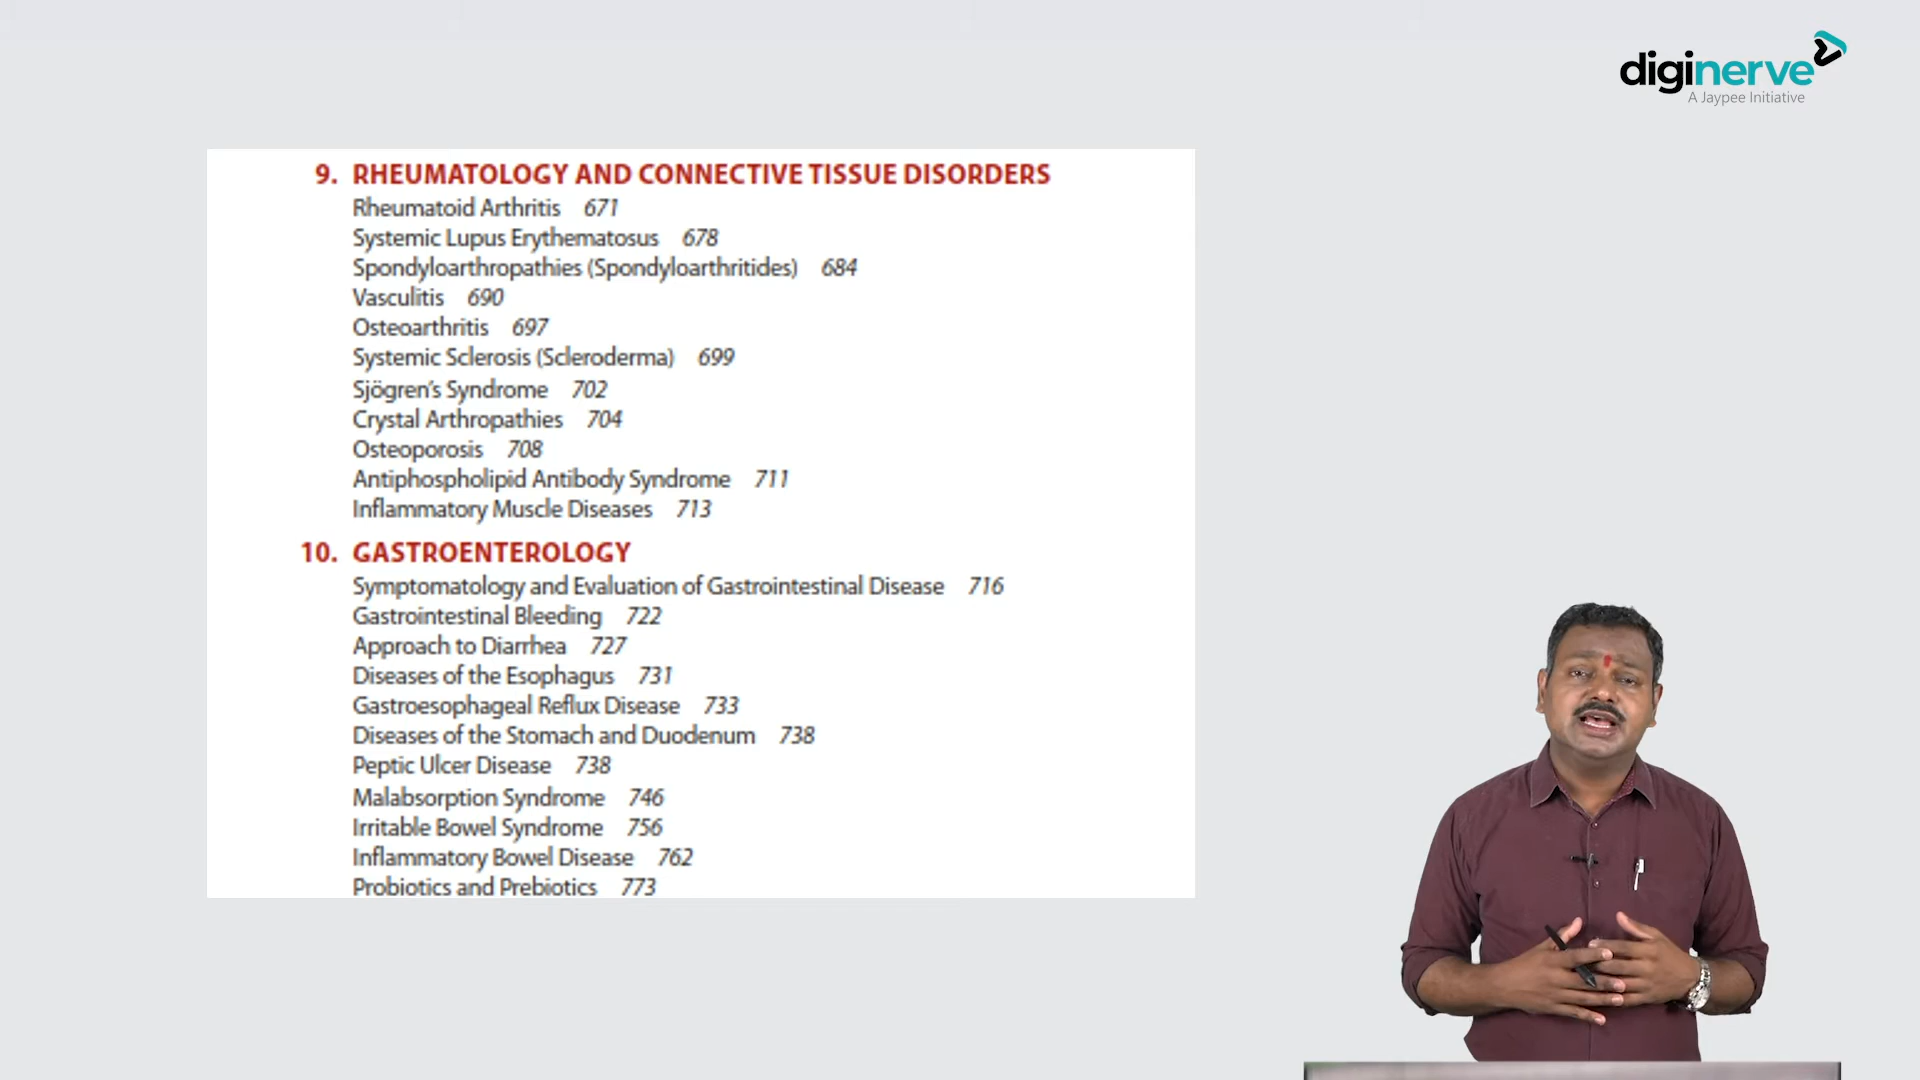 diginerve
A Jaypee Initiative
9. RHEUMATOLOGY AND CONNECTIVE TISSUE DISORDERS
Rheumatoid Arthritis 671
Systemic Lupus Erythematosus 678
Spondyloarthropathies (Spondyloarthritides) 684
Vasculitis 690
Osteoarthritis 697
Systemic Sclerosis (Scleroderma) 699
Sjögren's Syndrome 702
Crystal Arthropathies 704
Osteoporosis 708
Antiphospholipid Antibody Syndrome 711
Inflammatory Muscle Diseases 713
10. GASTROENTEROLOGY
Symptomatology and Evaluation of Gastrointestinal Disease 716
Gastrointestinal Bleeding 722
Approach to Diarrhea 727
Diseases of the Esophagus 731
Gastroesophageal Reflux Disease 733
Diseases of the Stomach and Duodenum 738
Peptic Ulcer Disease 738
Malabsorption Syndrome 746
Irritable Bowel Syndrome 756
Inflammatory Bowel Disease 762
Probiotics and Prebiotics 773